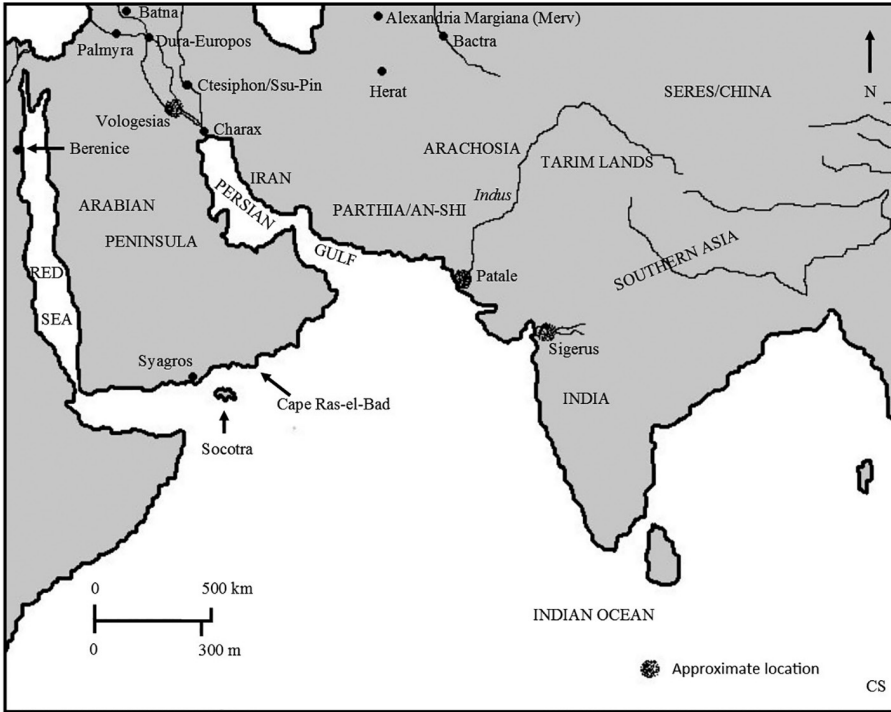 Batna
Alexandria Margiana (Merv)
Palmyra
Dura-Europos
Bactra
Ctesiphon/Ssu-Pin
Herat
SERES/CHINA
N
Vologesias
Charax
Berenice
ARACHOSIA
TARIM LANDS
IRAN
Indus
ARABIAN
PERSIAN
PARTHIA/AN-SHI
PENINSULA
GULF
SOUTHERN ASIA
RED
Patale
SEA
Sigerus
Syagros
Cape Ras-el-Bad
INDIA
Socotra
0 500 km
0 300 m
INDIAN OCEAN
Approximate location
CS